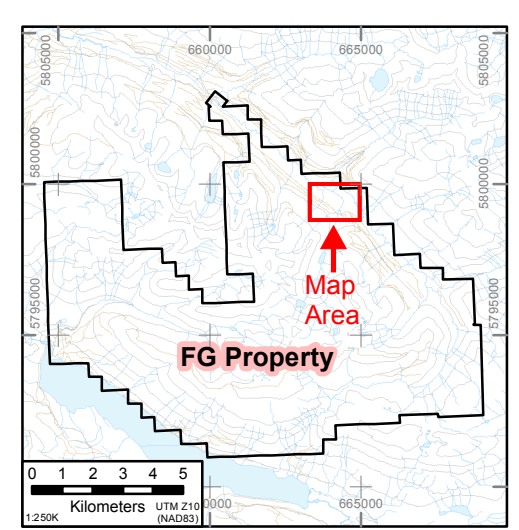 660000 665000
5805000 5805000
5800000 5800000
Map
Area
5795000 5795000
FG Property
0 1 2 3 4 5
Kilometers UTM Z10
1:250K (NAD83)
665000